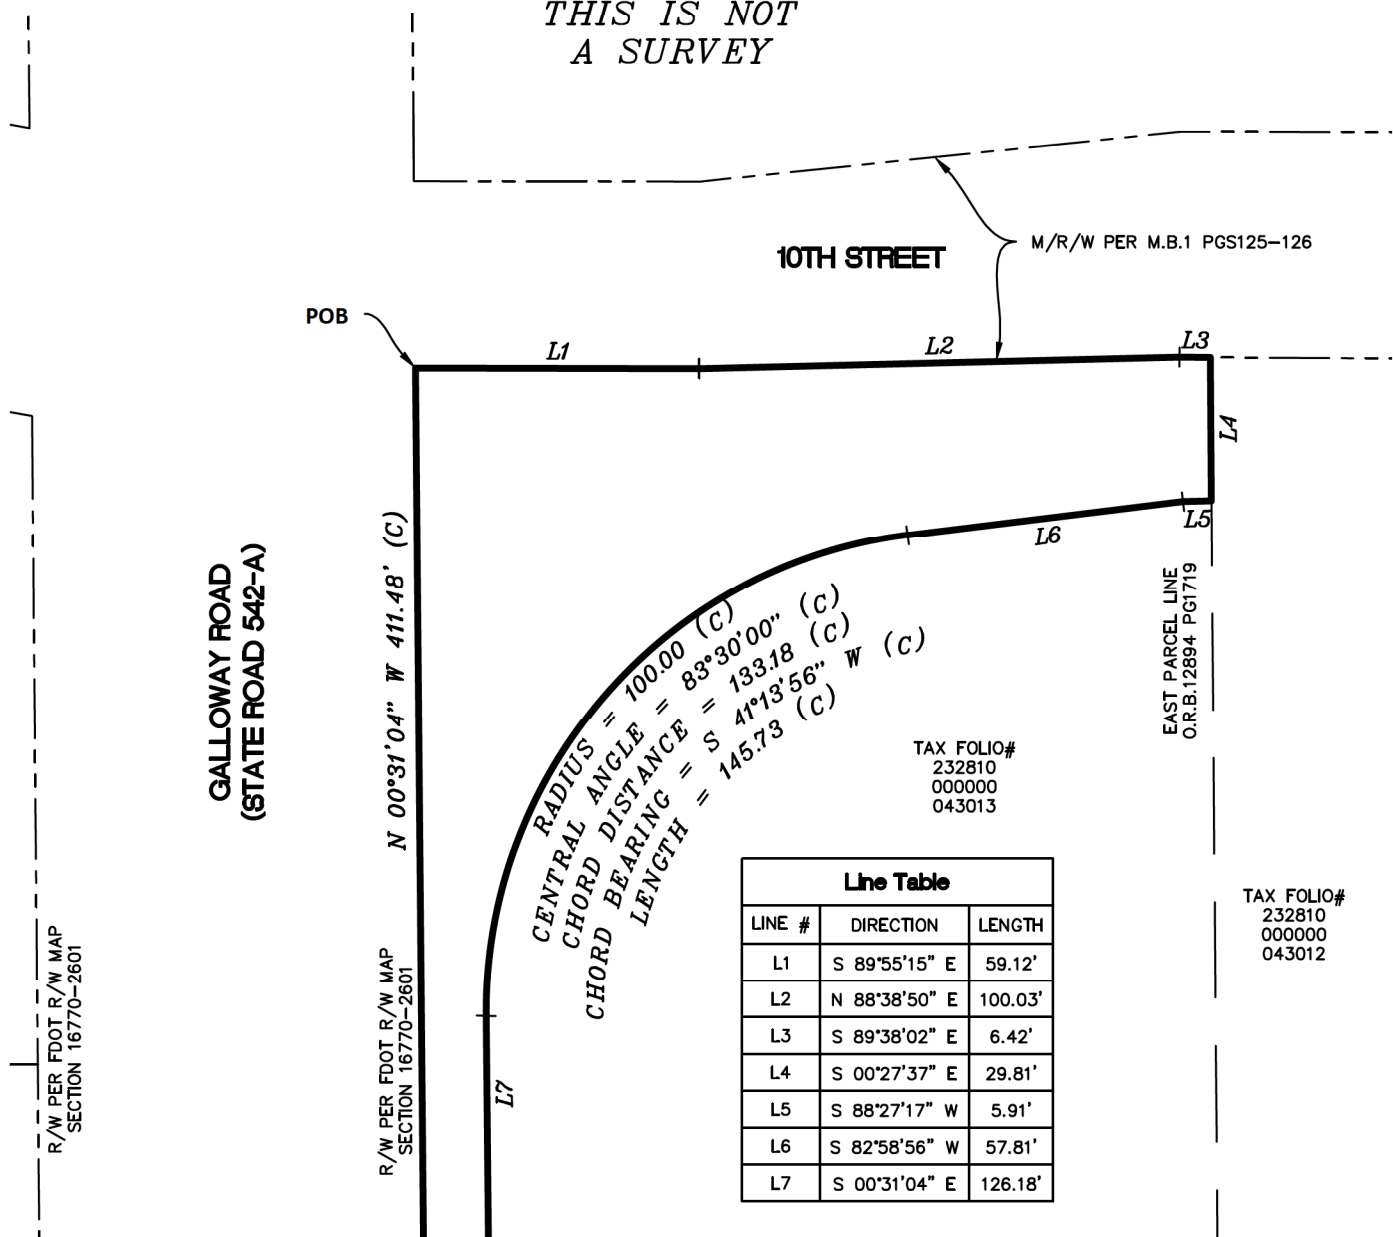 THIS IS NOT
A SURVEY
10TH STREET
M/R/W PER M.B.1 PGS125-126
POB
L1
L2
L3
L4
L5
L6
L7
N 00°31'04" W 411.48' (C)
GALLOWAY ROAD
(STATE ROAD 542-A)
RADIUS = 100.00 (C)
CENTRAL ANGLE = 83°30'00" (C)
CHORD DISTANCE = 133.18 (C)
CHORD BEARING = S 41°13'56" W (C)
LENGTH = 145.73 (C)
EAST PARCEL LINE
O.R.B.12894 PG1719
TAX FOLIO#
232810
000000
043013
TAX FOLIO#
232810
000000
043012
R/W PER FDOT R/W MAP
SECTION 16770-2601
R/W PER FDOT R/W MAP
SECTION 16770-2601
Line Table
LINE # DIRECTION LENGTH
L1 S 89°55'15" E 59.12'
L2 N 88°38'50" E 100.03'
L3 S 89°38'02" E 6.42'
L4 S 00°27'37" E 29.81'
L5 S 88°27'17" W 5.91'
L6 S 82°58'56" W 57.81'
L7 S 00°31'04" E 126.18'